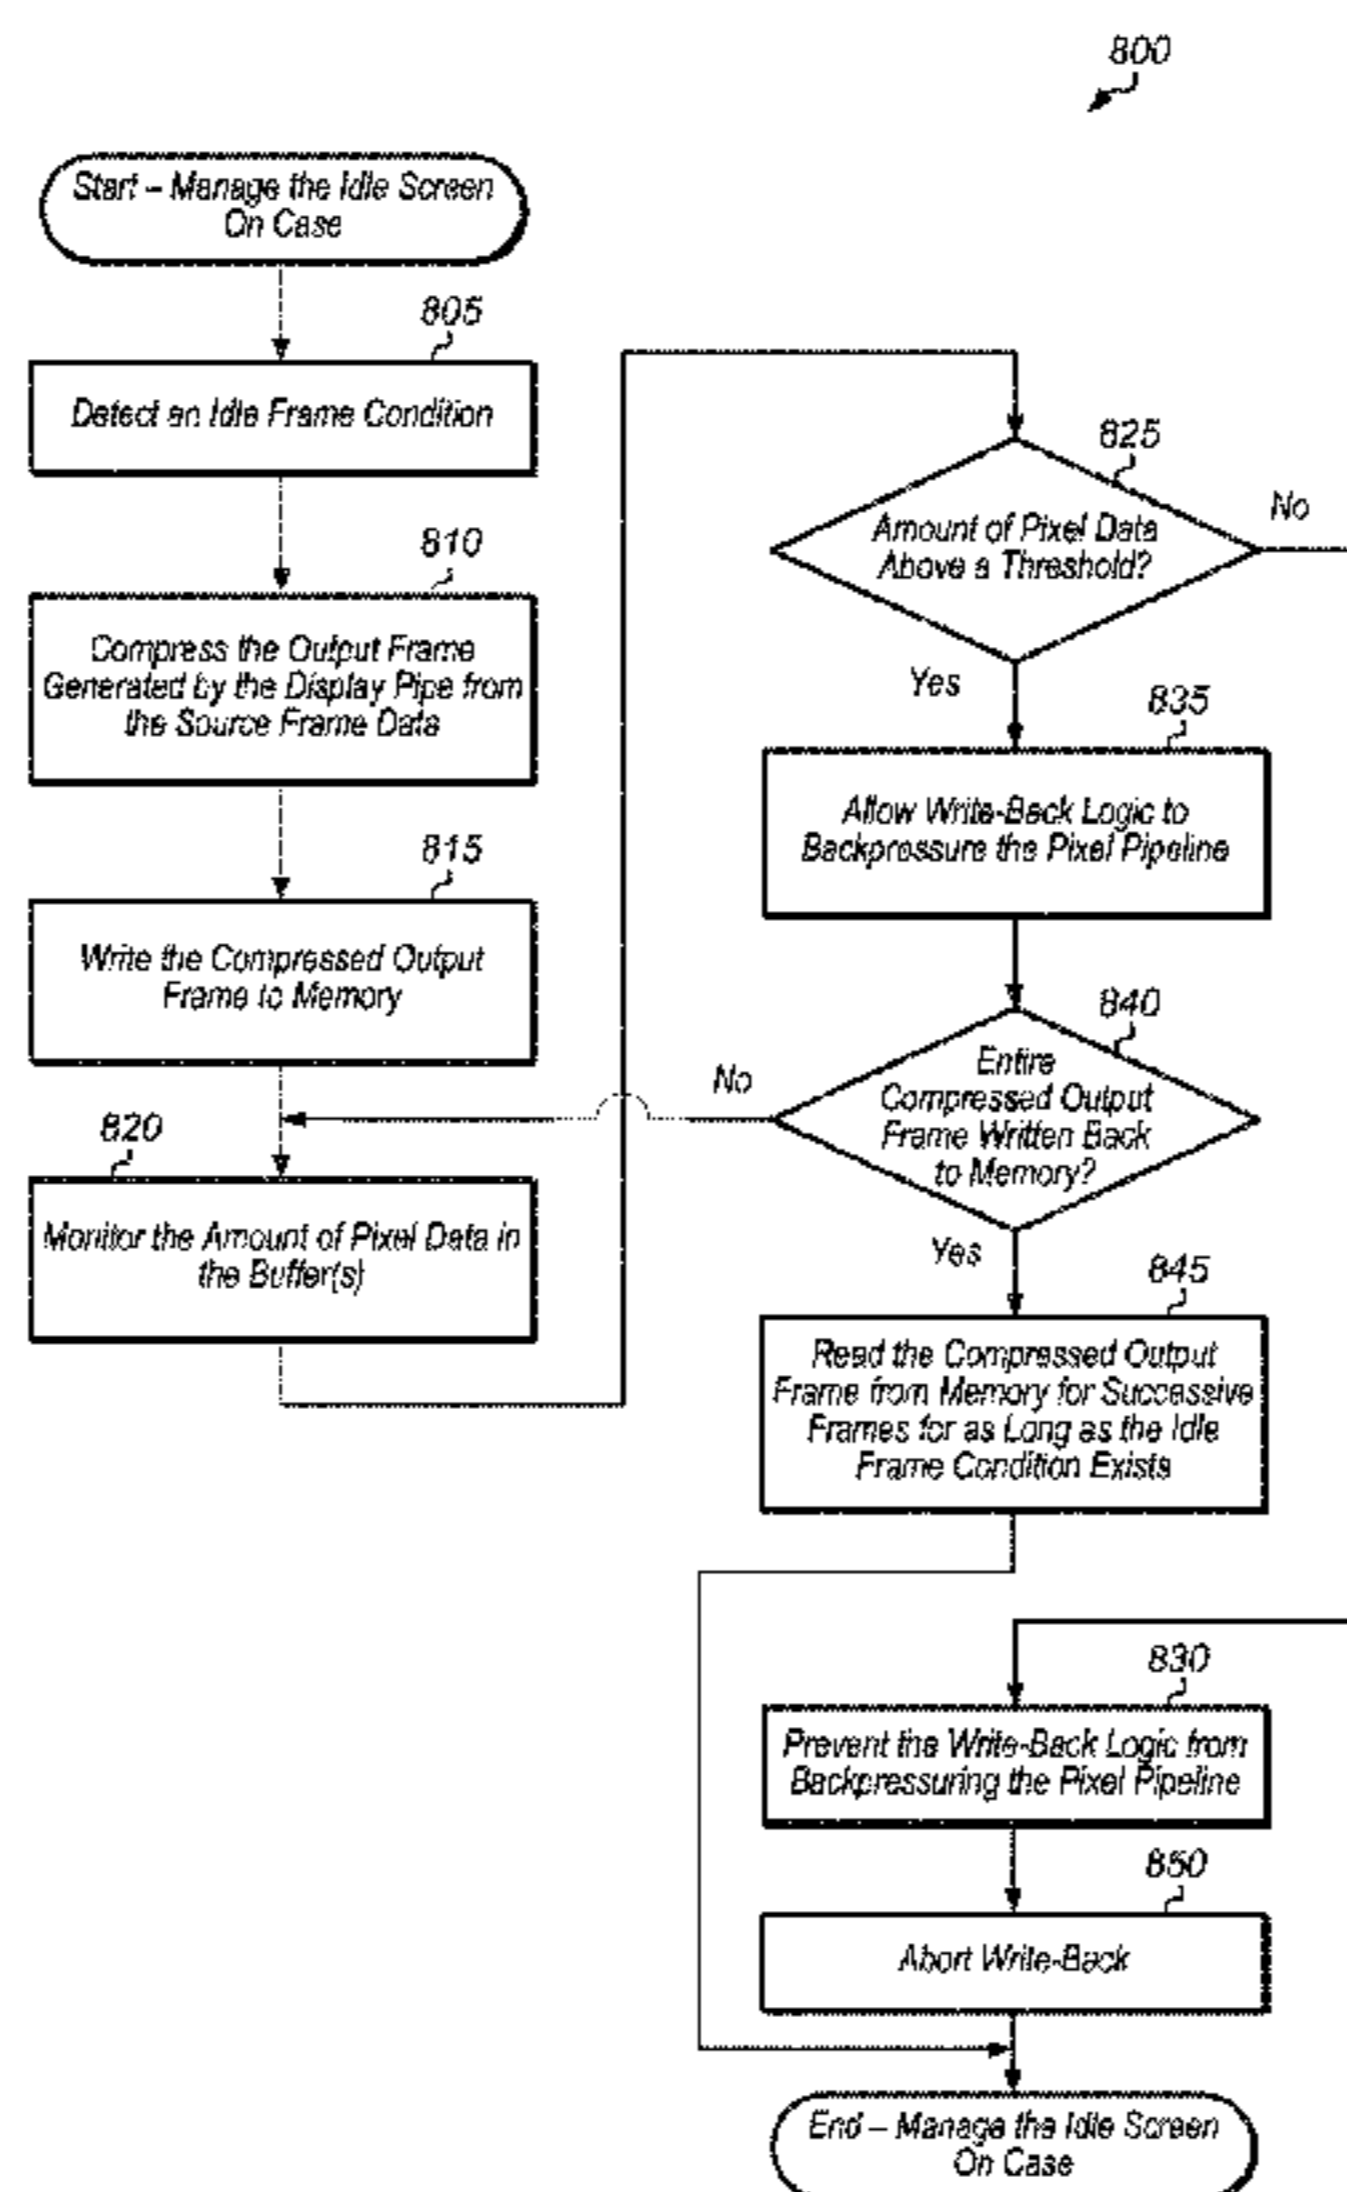 800
Start – Manage the Idle Screen
On Case
805
Detect an Idle Frame Condition
810
Compress the Output Frame
Generated by the Display Pipe from
the Source Frame Data
815
Write the Compressed Output
Frame to Memory
820
Monitor the Amount of Pixel Data in
the Buffer(s)
825
Amount of Pixel Data
Above a Threshold?
No
Yes
835
Allow Write-Back Logic to
Backpressure the Pixel Pipeline
840
Entire
Compressed Output
Frame Written Back
to Memory?
No
Yes
845
Read the Compressed Output
Frame from Memory for Successive
Frames for as Long as the Idle
Frame Condition Exists
830
Prevent the Write-Back Logic from
Backpressuring the Pixel Pipeline
850
Abort Write-Back
End – Manage the Idle Screen
On Case